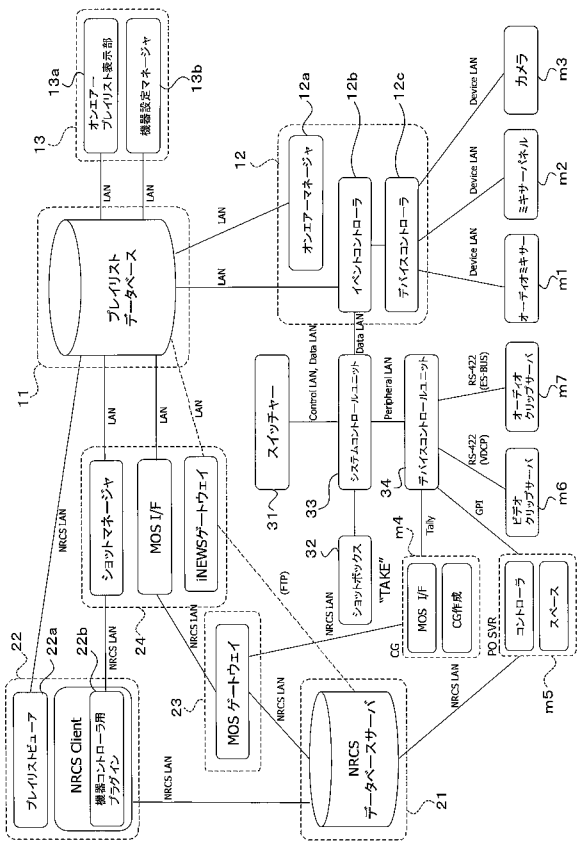 22
22a
プレイリストビューア
NRCS Client
22b
機器コントローラ用
プラグイン
NRCS LAN
NRCS LAN
NRCS LAN
24
ショットマネージャ
MOS I/F
iNEWSゲートウェイ
LAN
LAN
LAN
11
プレイリスト
データベース
LAN
LAN
LAN
LAN
13
13a
オンエアー
プレイリスト表示部
13b
機器設定マネージャ
23
MOS ゲートウェイ
NRCS LAN
NRCS LAN
NRCS LAN
(FTP)
21
NRCS
データベースサーバ
NRCS LAN
31
スイッチャー
Control LAN, Data LAN
Data LAN
32
ショットボックス
"TAKE"
33
システムコントロールユニット
Peripheral LAN
34
デバイスコントロールユニット
Tally
GPI
RS-422
(VDCP)
RS-422
(ES-BUS)
12
12a
オンエアーマネージャ
12b
イベントコントローラ
12c
デバイスコントローラ
Device LAN
Device LAN
Device LAN
CG
m4
MOS I/F
CG作成
PO SVR
コントローラ
スペース
m5
ビデオ
クリップサーバ
m6
オーディオ
クリップサーバ
m7
オーディオミキサー
m1
ミキサーパネル
m2
カメラ
m3